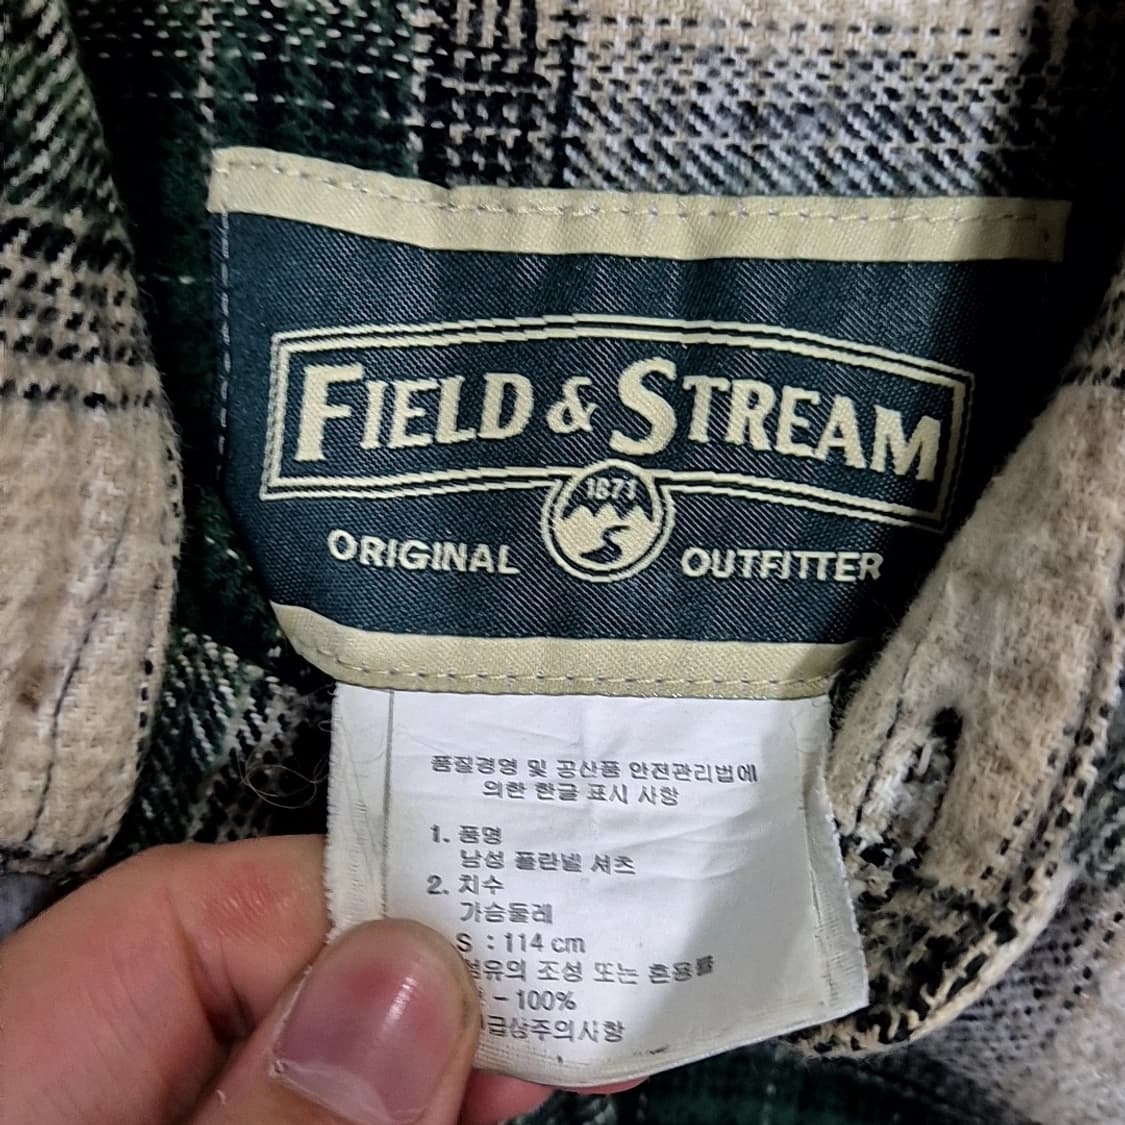 FIELD & STREAM
1871
ORIGINAL OUTFITTER
품질경영 및 공산품 안전관리법에
의한 한글 표시 사항
1. 품명
남성 플란넬 셔츠
2. 치수
가슴둘레
S : 114 cm
섬유의 조성 또는 혼용률
- 100%
취급상주의사항